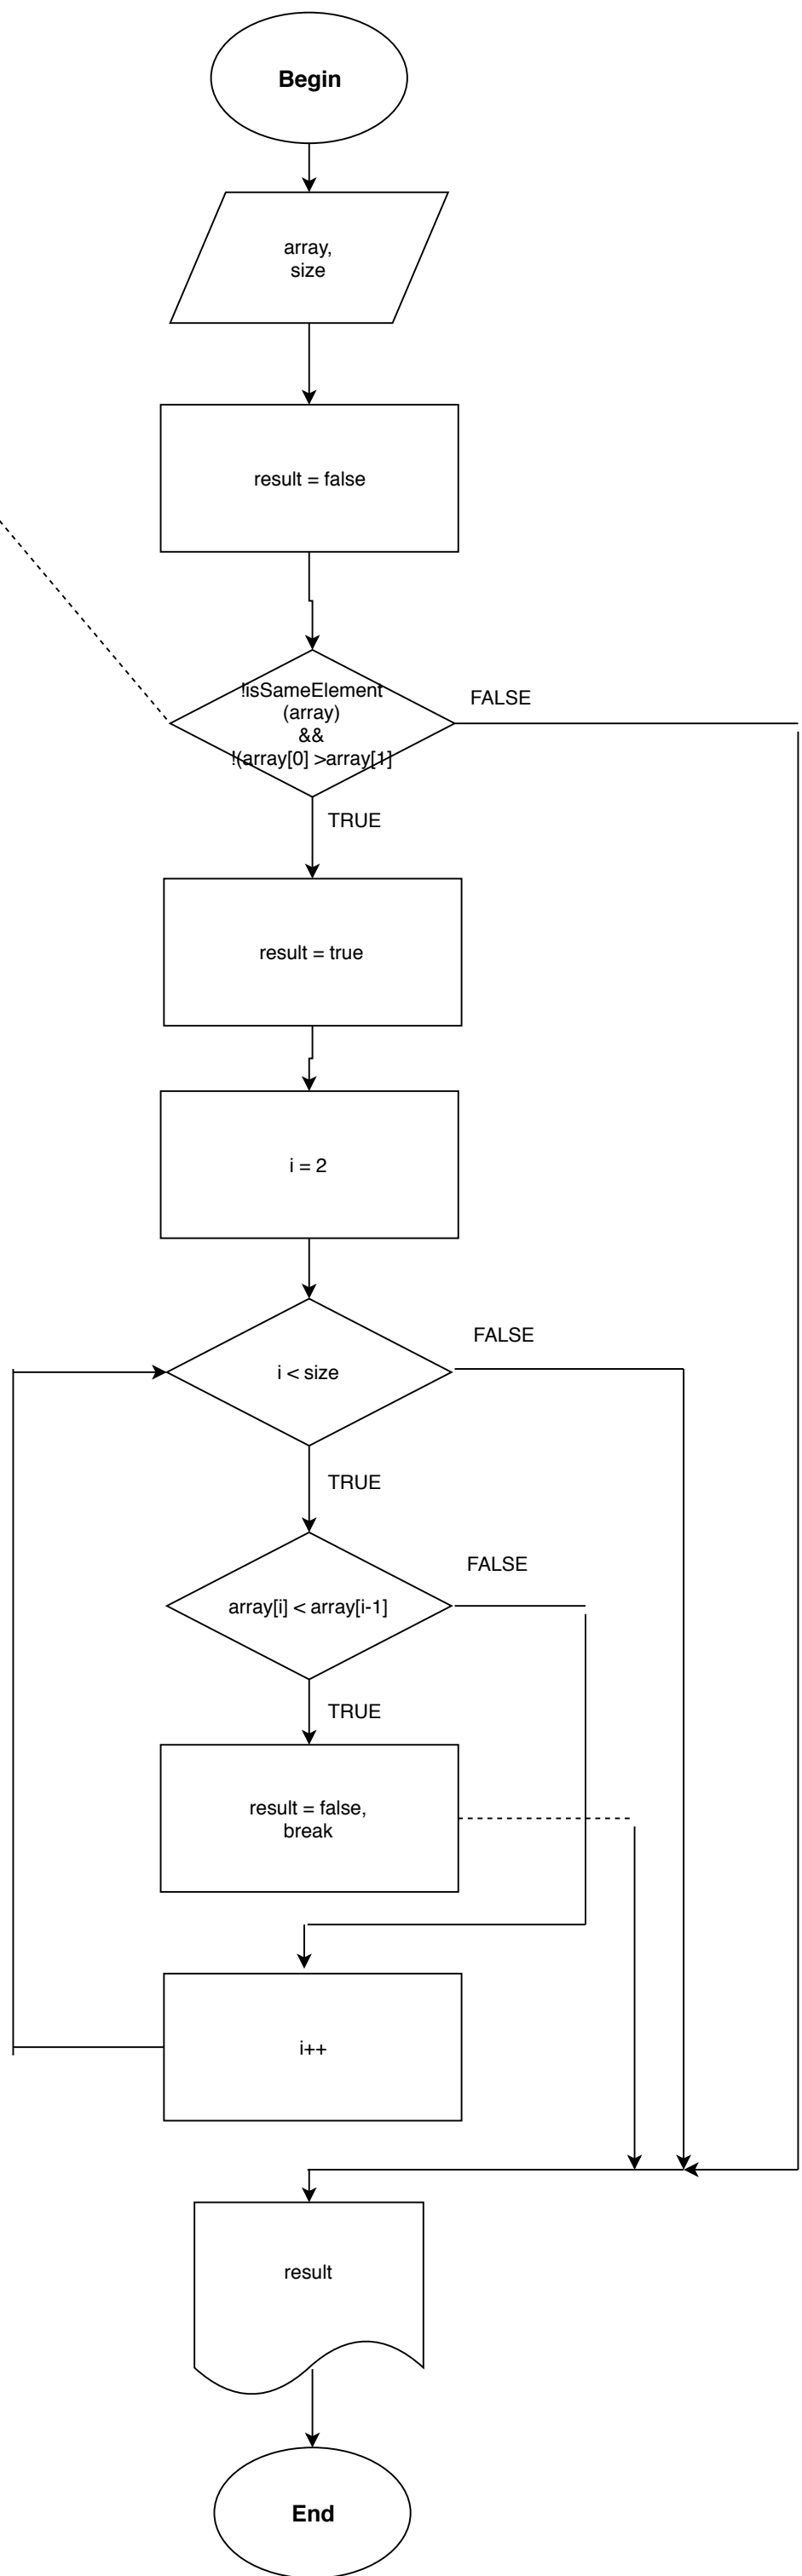 Begin
array,
size
result = false
!isSameElement
(array)
&&
!(array[0] >array[1]
FALSE
TRUE
result = true
i = 2
i < size
FALSE
TRUE
array[i] < array[i-1]
FALSE
TRUE
result = false,
break
i++
result
End